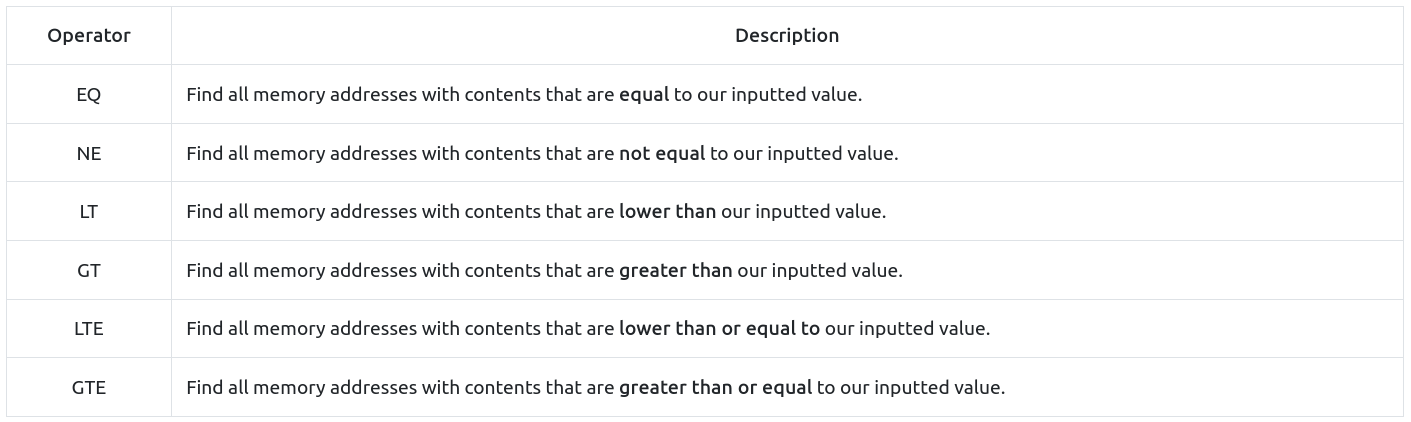 Operator Description
EQ Find all memory addresses with contents that are equal to our inputted value.
NE Find all memory addresses with contents that are not equal to our inputted value.
LT Find all memory addresses with contents that are lower than our inputted value.
GT Find all memory addresses with contents that are greater than our inputted value.
LTE Find all memory addresses with contents that are lower than or equal to our inputted value.
GTE Find all memory addresses with contents that are greater than or equal to our inputted value.